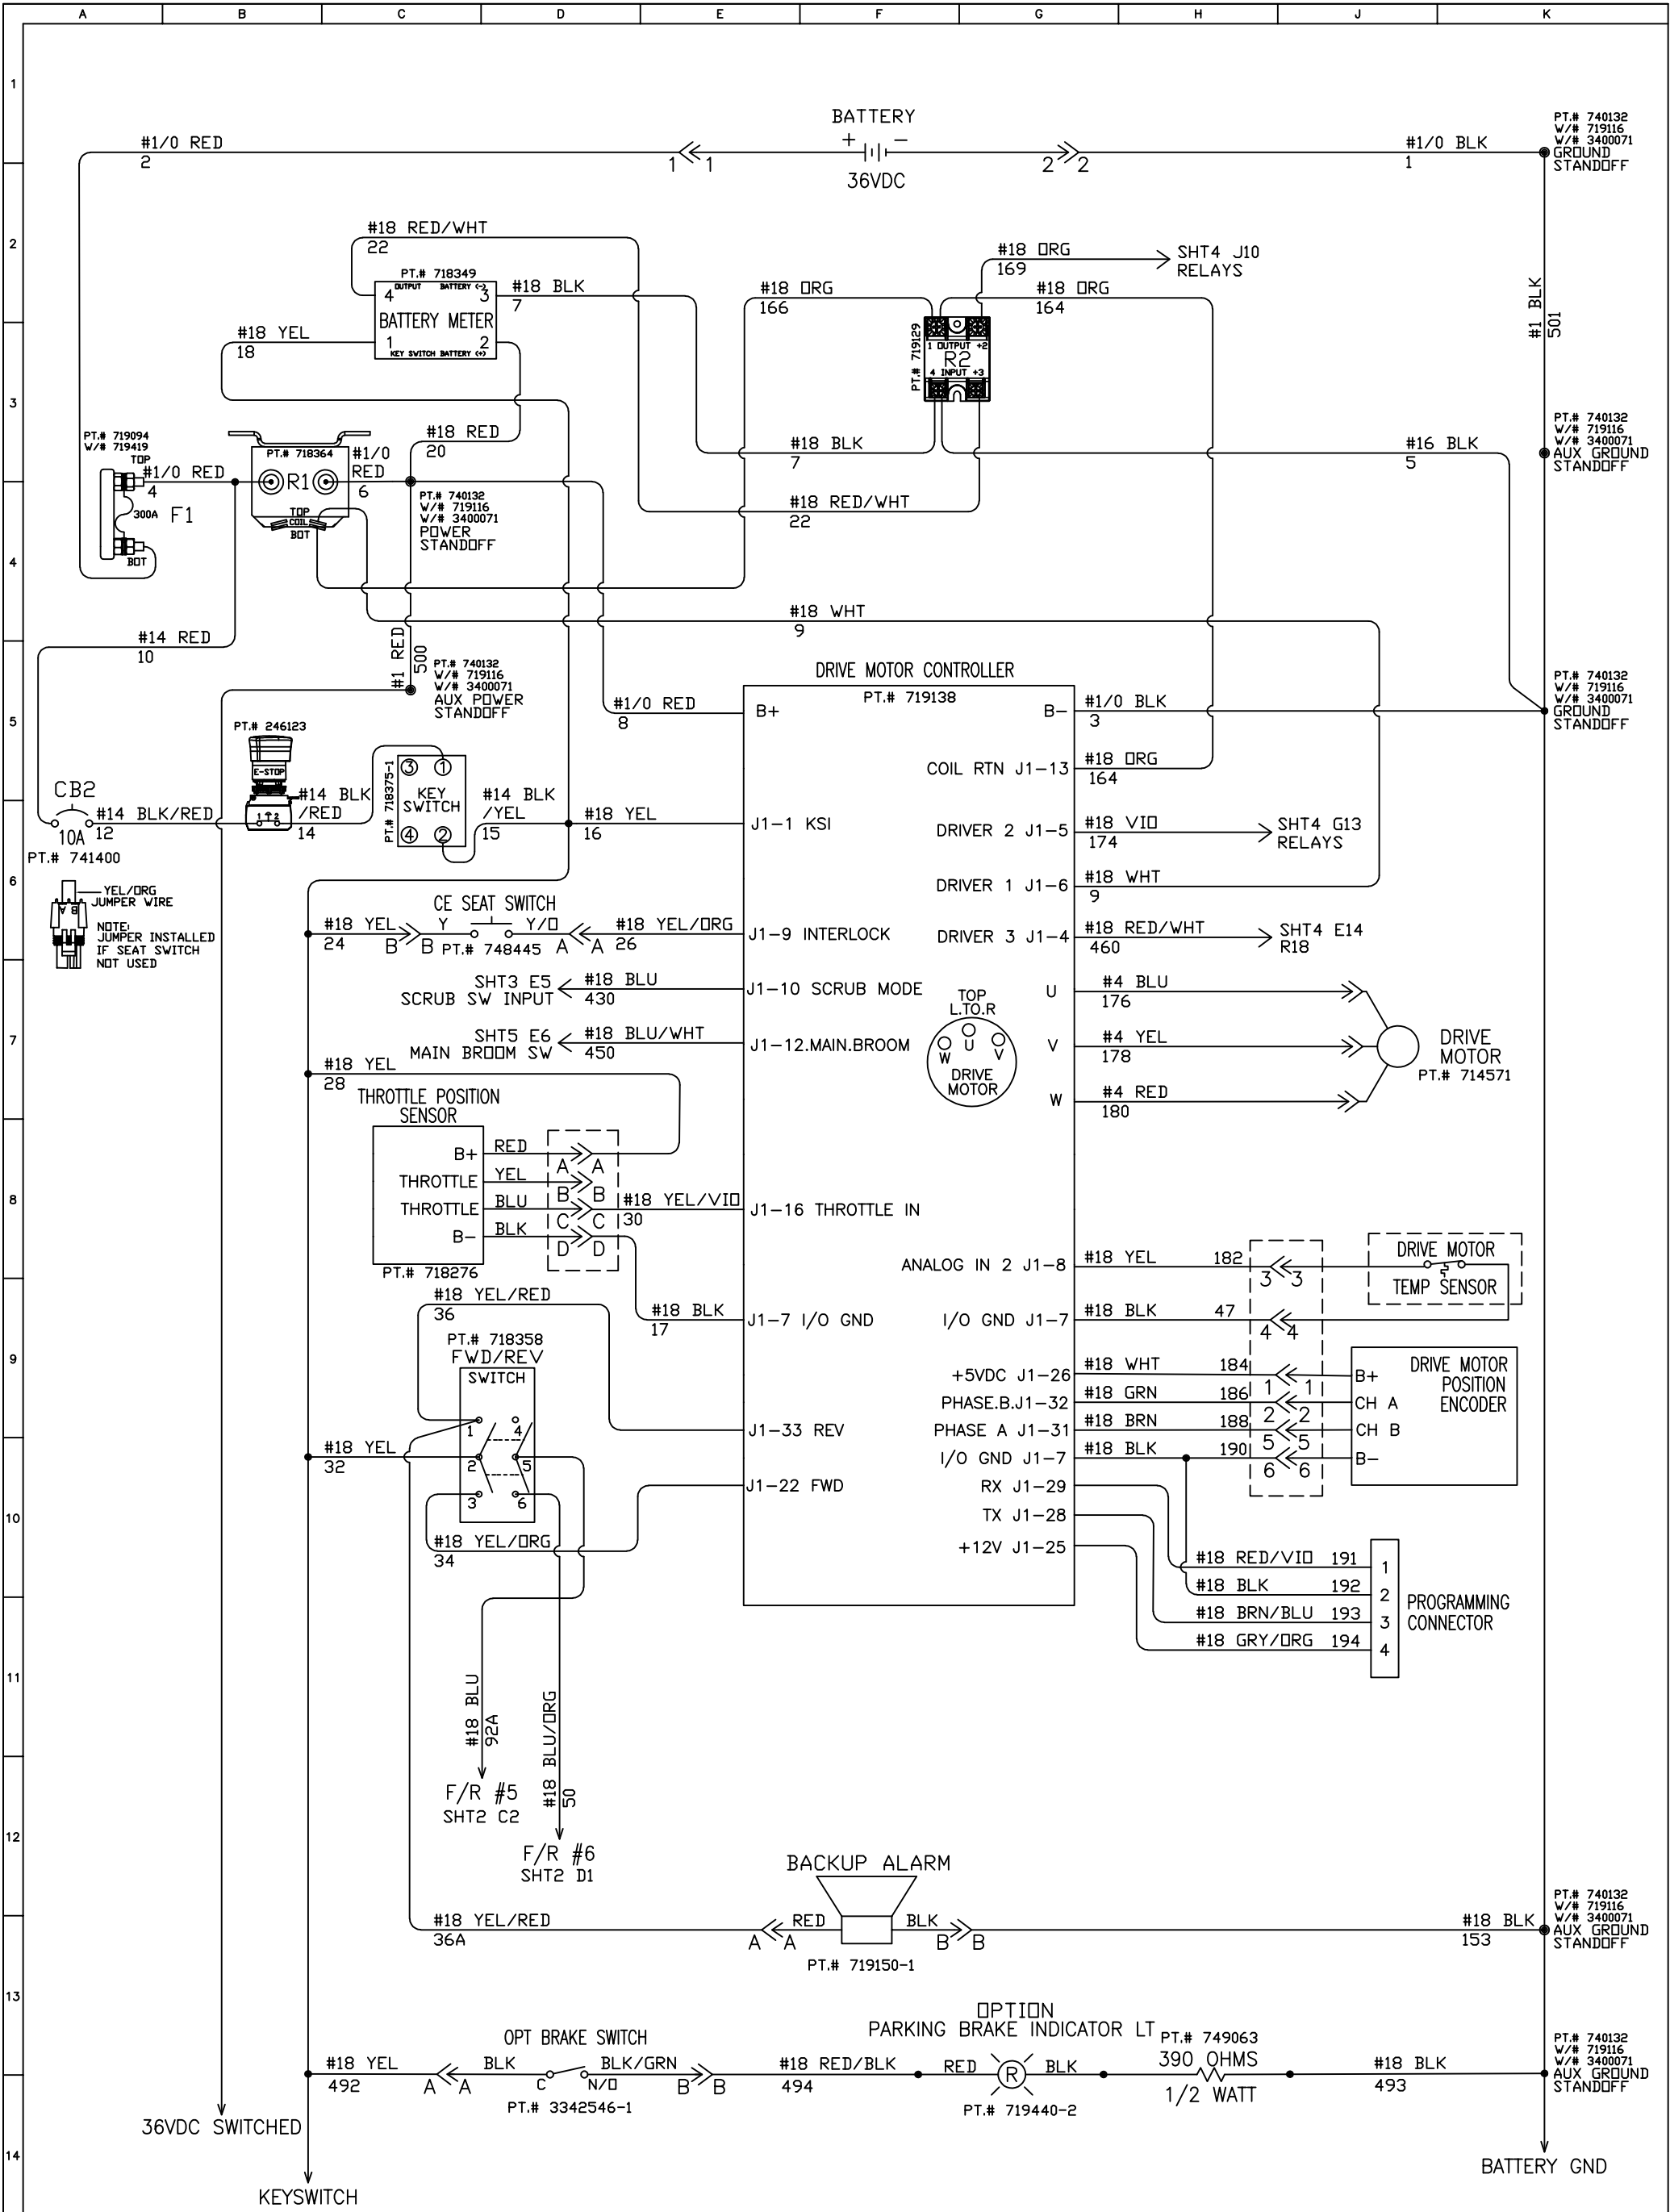 A B C D E F G H J K
1
BATTERY
+ −
36VDC
#1/0 RED
2
1 1
2 2
#1/0 BLK
1
PT.# 740132
W/# 719116
W/# 3400071
GROUND
STANDOFF
2
#18 RED/WHT
22
PT.# 718349
OUTPUT BATTERY (-)
4 3
BATTERY METER
1 2
KEY SWITCH BATTERY (+)
#18 BLK
7
#18 YEL
18
#18 ORG
166
#18 ORG
169
SHT4 J10
RELAYS
#18 ORG
164
PT.# 719129
1 OUTPUT +2
R2
4 INPUT +3
#1 BLK
501
3
#18 RED
20
#18 BLK
7
#16 BLK
5
PT.# 740132
W/# 719116
W/# 3400071
AUX GROUND
STANDOFF
PT.# 719094
W/# 719419
TOP
#1/0 RED
4
300A F1
BOT
PT.# 718364
R1
TOP
COIL
BOT
#1/0
RED
6
PT.# 740132
W/# 719116
W/# 3400071
POWER
STANDOFF
#18 RED/WHT
22
4
#18 WHT
9
#14 RED
10
#1 RED
500
PT.# 740132
W/# 719116
W/# 3400071
AUX POWER
STANDOFF
5
DRIVE MOTOR CONTROLLER
PT.# 719138
#1/0 RED
8
B+
B−
#1/0 BLK
3
PT.# 740132
W/# 719116
W/# 3400071
GROUND
STANDOFF
PT.# 246123
E-STOP
1 2
PT.# 718375-1
3 1
KEY
SWITCH
4 2
COIL RTN J1−13
#18 ORG
164
CB2
10A
PT.# 741400
#14 BLK/RED
12
#14 BLK
/RED
14
#14 BLK
/YEL
15
#18 YEL
16
J1−1 KSI
DRIVER 2 J1−5
#18 VIO
174
SHT4 G13
RELAYS
6
YEL/ORG
JUMPER WIRE
A B
NOTE:
JUMPER INSTALLED
IF SEAT SWITCH
NOT USED
DRIVER 1 J1−6
#18 WHT
9
CE SEAT SWITCH
#18 YEL
24
B B
Y Y/O
PT.# 748445
A A
#18 YEL/ORG
26
J1−9 INTERLOCK
DRIVER 3 J1−4
#18 RED/WHT
460
SHT4 E14
R18
SHT3 E5
SCRUB SW INPUT
#18 BLU
430
J1−10 SCRUB MODE
TOP
L.TO.R
W U V
DRIVE
MOTOR
U
#4 BLU
176
7
SHT5 E6
MAIN BROOM SW
#18 BLU/WHT
450
J1−12.MAIN.BROOM
V
#4 YEL
178
DRIVE
MOTOR
PT.# 714571
W
#4 RED
180
#18 YEL
28
THROTTLE POSITION
SENSOR
B+ RED A A
THROTTLE YEL B B
THROTTLE BLU C C
B− BLK D D
PT.# 718276
8
#18 YEL/VIO
30
J1−16 THROTTLE IN
ANALOG IN 2 J1−8
#18 YEL 182
3 3
DRIVE MOTOR
TEMP SENSOR
#18 YEL/RED
36
#18 BLK
17
J1−7 I/O GND
I/O GND J1−7
#18 BLK 47
4 4
9
PT.# 718358
FWD/REV
SWITCH
1 4
2 5
3 6
+5VDC J1−26 #18 WHT 184 1 1 B+
PHASE.B.J1−32 #18 GRN 186 2 2 CH A
PHASE A J1−31 #18 BRN 188 5 5 CH B
I/O GND J1−7 #18 BLK 190 6 6 B−
DRIVE MOTOR
POSITION
ENCODER
J1−33 REV
#18 YEL
32
J1−22 FWD
RX J1−29
10
TX J1−28
+12V J1−25
#18 YEL/ORG
34
#18 RED/VIO 191 1
#18 BLK 192 2
#18 BRN/BLU 193 3
#18 GRY/ORG 194 4
PROGRAMMING
CONNECTOR
11
#18 BLU
92A
#18 BLU/ORG
50
F/R #5
SHT2 C2
12
F/R #6
SHT2 D1
BACKUP ALARM
#18 YEL/RED
36A
A A
RED BLK
B B
PT.# 719150-1
#18 BLK
153
PT.# 740132
W/# 719116
W/# 3400071
AUX GROUND
STANDOFF
13
OPT BRAKE SWITCH
OPTION
PARKING BRAKE INDICATOR LT
PT.# 749063
390 OHMS
1/2 WATT
#18 YEL
492
A A
BLK BLK/GRN
C N/O
PT.# 3342546-1
B B
#18 RED/BLK
494
RED R BLK
PT.# 719440-2
#18 BLK
493
PT.# 740132
W/# 719116
W/# 3400071
AUX GROUND
STANDOFF
36VDC SWITCHED
14
KEYSWITCH
BATTERY GND